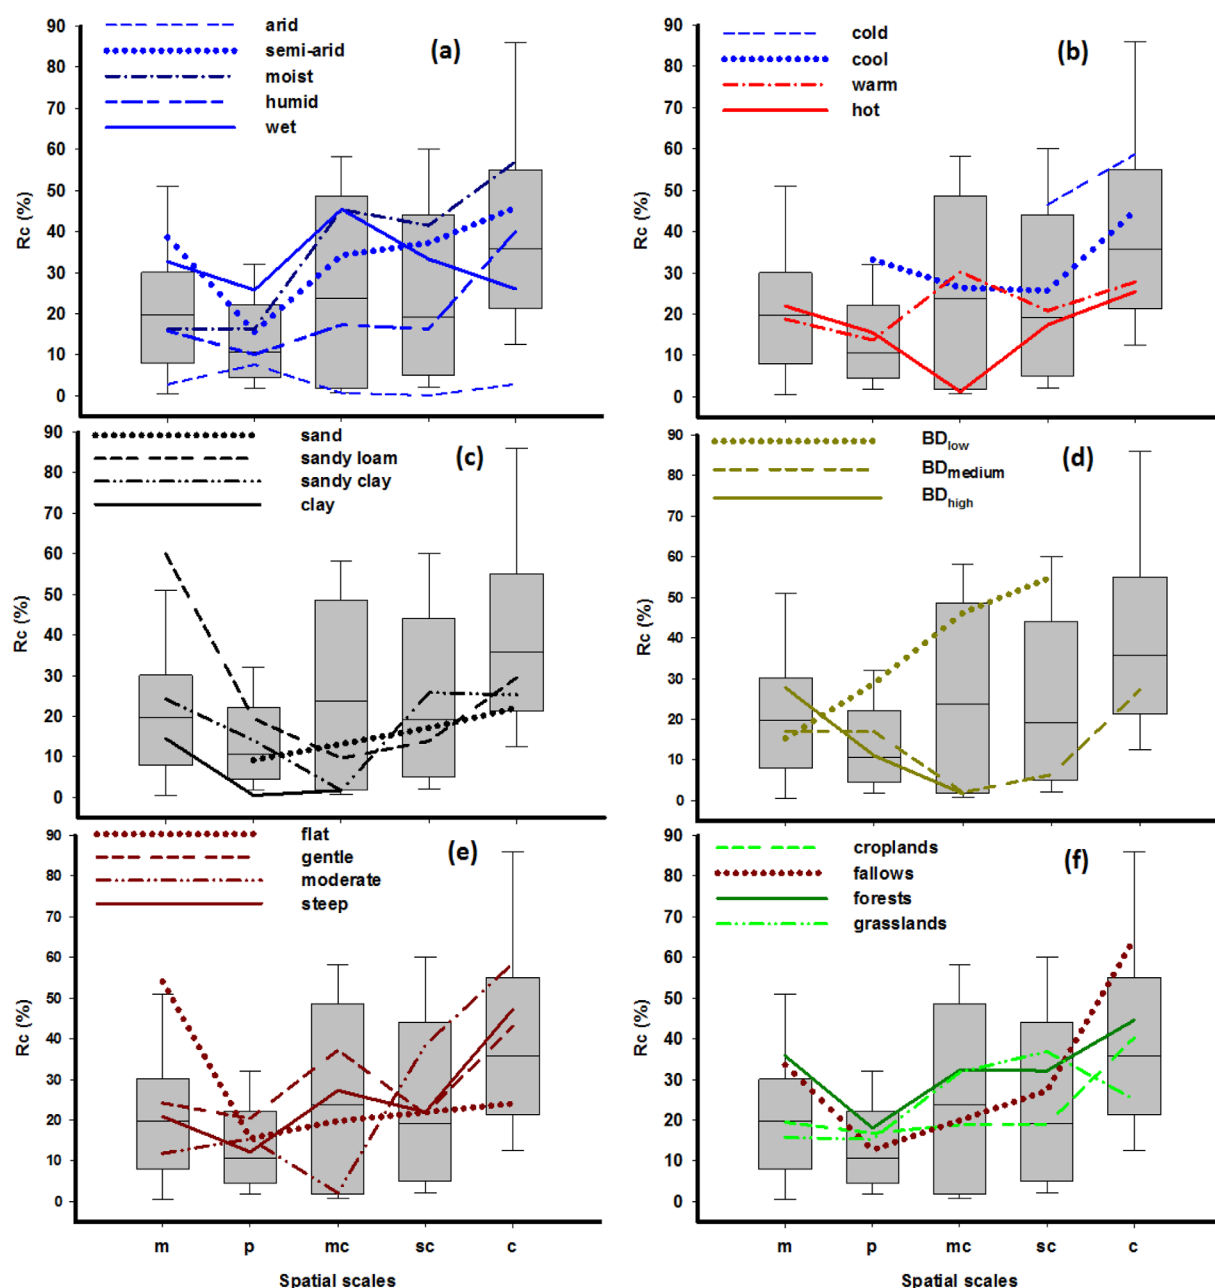 90
80
70
60
50
40
30
20
10
0
Rc (%)
arid
semi-arid
moist
humid
wet
(a)
90
80
70
60
50
40
30
20
10
0
Rc (%)
cold
cool
warm
hot
(b)
90
80
70
60
50
40
30
20
10
0
Rc (%)
sand
sandy loam
sandy clay
clay
(c)
90
80
70
60
50
40
30
20
10
0
Rc (%)
BDlow
BDmedium
BDhigh
(d)
90
80
70
60
50
40
30
20
10
0
Rc (%)
flat
gentle
moderate
steep
(e)
m p mc sc c
Spatial scales
90
80
70
60
50
40
30
20
10
0
Rc (%)
croplands
fallows
forests
grasslands
(f)
m p mc sc c
Spatial scales